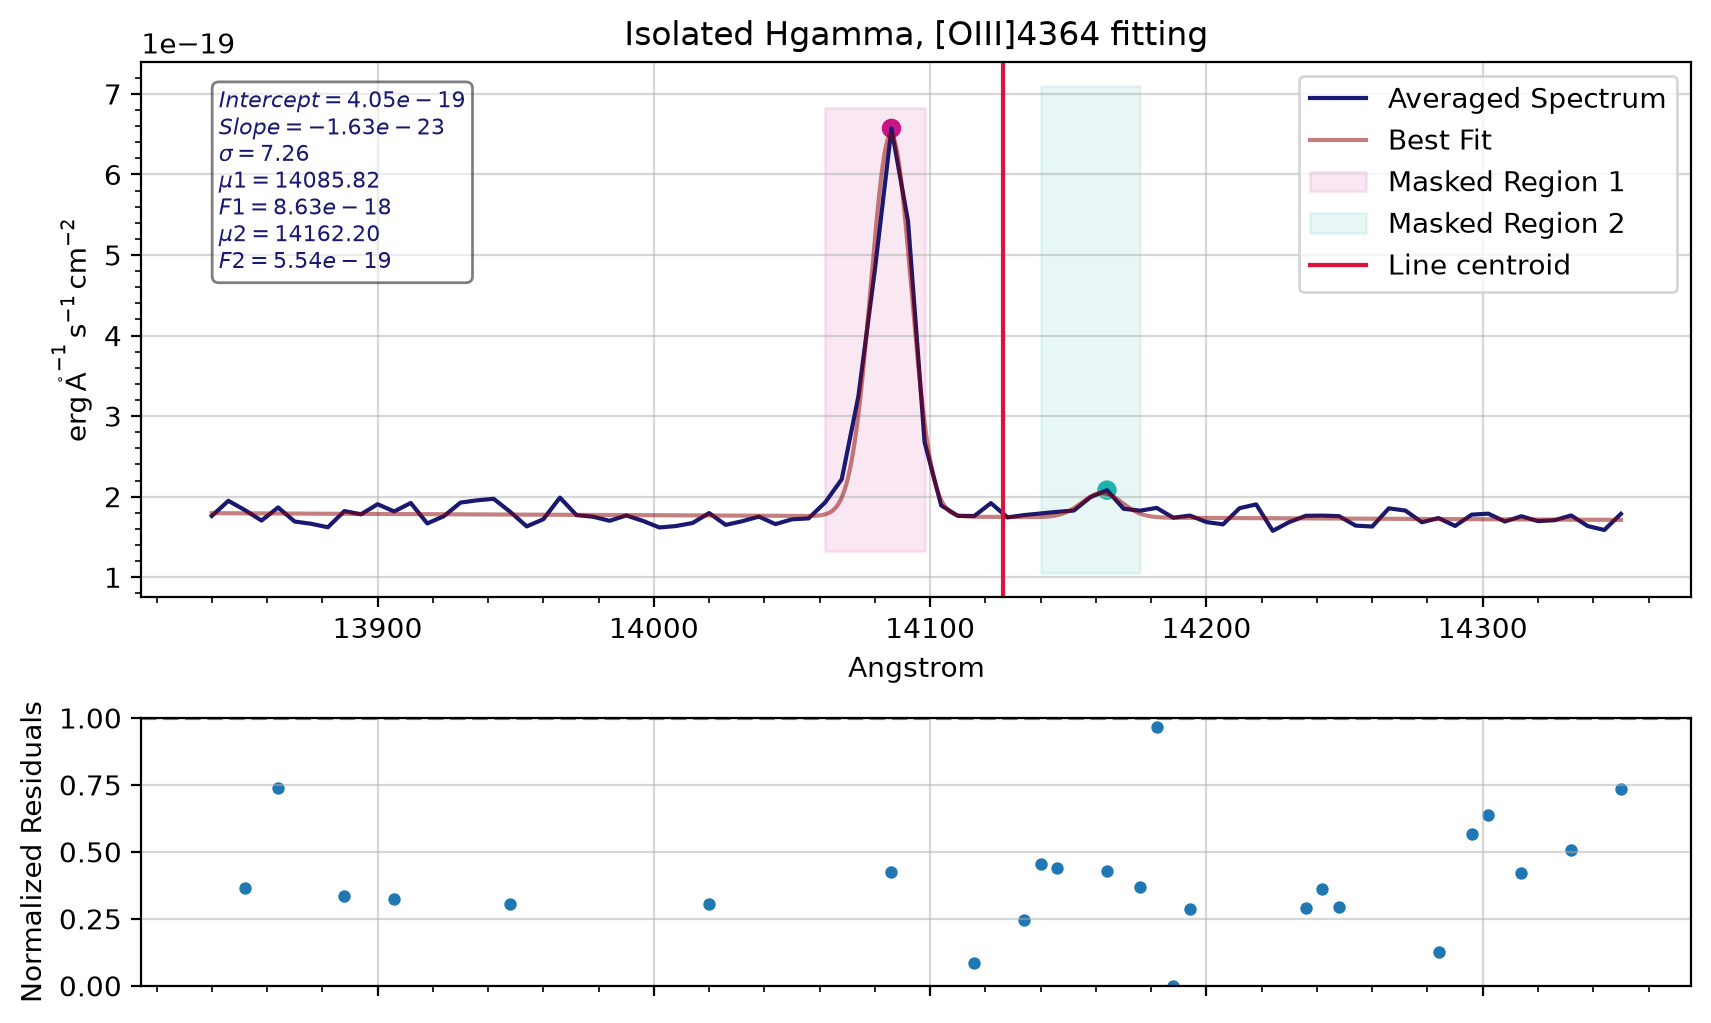 Isolated Hgamma, [OIII]4364 fitting
1e−19
Intercept = 4.05e − 19
Slope = −1.63e − 23
σ = 7.26
μ1 = 14085.82
F1 = 8.63e − 18
μ2 = 14162.20
F2 = 5.54e − 19
Averaged Spectrum
Best Fit
Masked Region 1
Masked Region 2
Line centroid
erg Å⁻¹ s⁻¹ cm⁻²
7
6
5
4
3
2
1
13900 14000 14100 14200 14300
Angstrom
Normalized Residuals
1.00
0.75
0.50
0.25
0.00